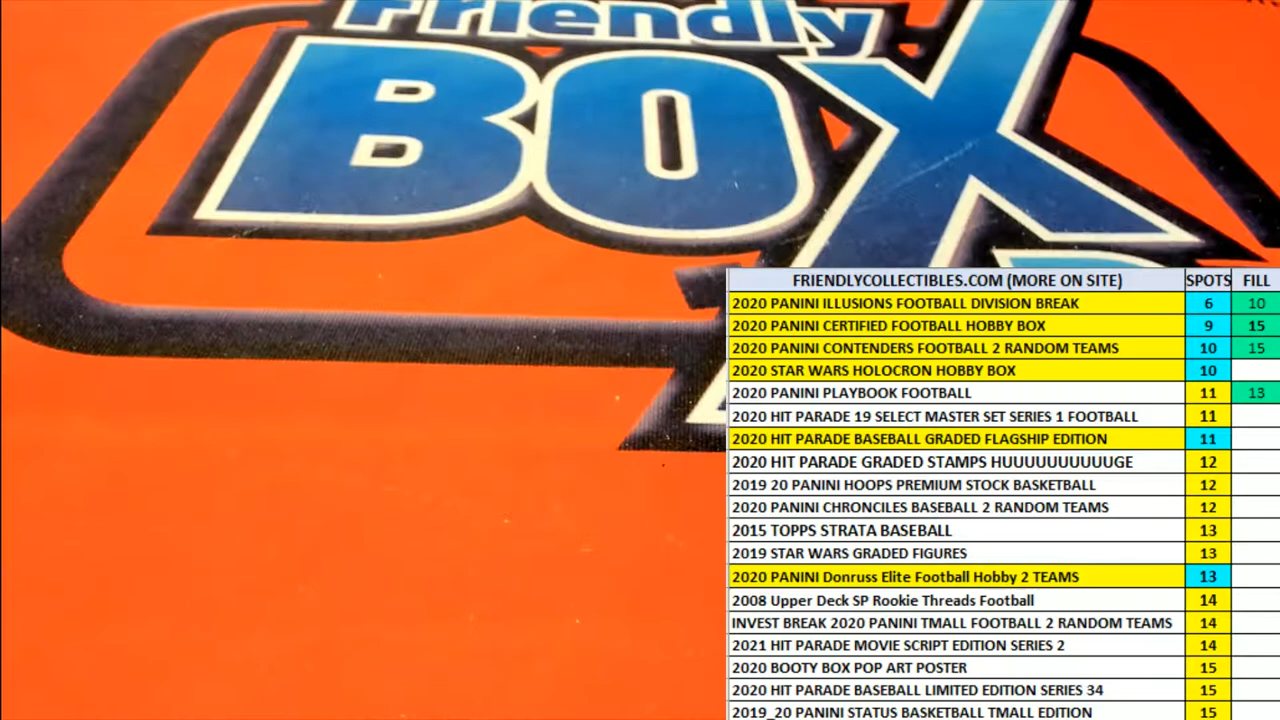 Friendly
BOX
FRIENDLYCOLLECTIBLES.COM (MORE ON SITE) SPOTS FILL
2020 PANINI ILLUSIONS FOOTBALL DIVISION BREAK 6 10
2020 PANINI CERTIFIED FOOTBALL HOBBY BOX 9 15
2020 PANINI CONTENDERS FOOTBALL 2 RANDOM TEAMS 10 15
2020 STAR WARS HOLOCRON HOBBY BOX 10
2020 PANINI PLAYBOOK FOOTBALL 11 13
2020 HIT PARADE 19 SELECT MASTER SET SERIES 1 FOOTBALL 11
2020 HIT PARADE BASEBALL GRADED FLAGSHIP EDITION 11
2020 HIT PARADE GRADED STAMPS HUUUUUUUUUUGE 12
2019 20 PANINI HOOPS PREMIUM STOCK BASKETBALL 12
2020 PANINI CHRONCILES BASEBALL 2 RANDOM TEAMS 12
2015 TOPPS STRATA BASEBALL 13
2019 STAR WARS GRADED FIGURES 13
2020 PANINI Donruss Elite Football Hobby 2 TEAMS 13
2008 Upper Deck SP Rookie Threads Football 14
INVEST BREAK 2020 PANINI TMALL FOOTBALL 2 RANDOM TEAMS 14
2021 HIT PARADE MOVIE SCRIPT EDITION SERIES 2 14
2020 BOOTY BOX POP ART POSTER 15
2020 HIT PARADE BASEBALL LIMITED EDITION SERIES 34 15
2019_20 PANINI STATUS BASKETBALL TMALL EDITION 15